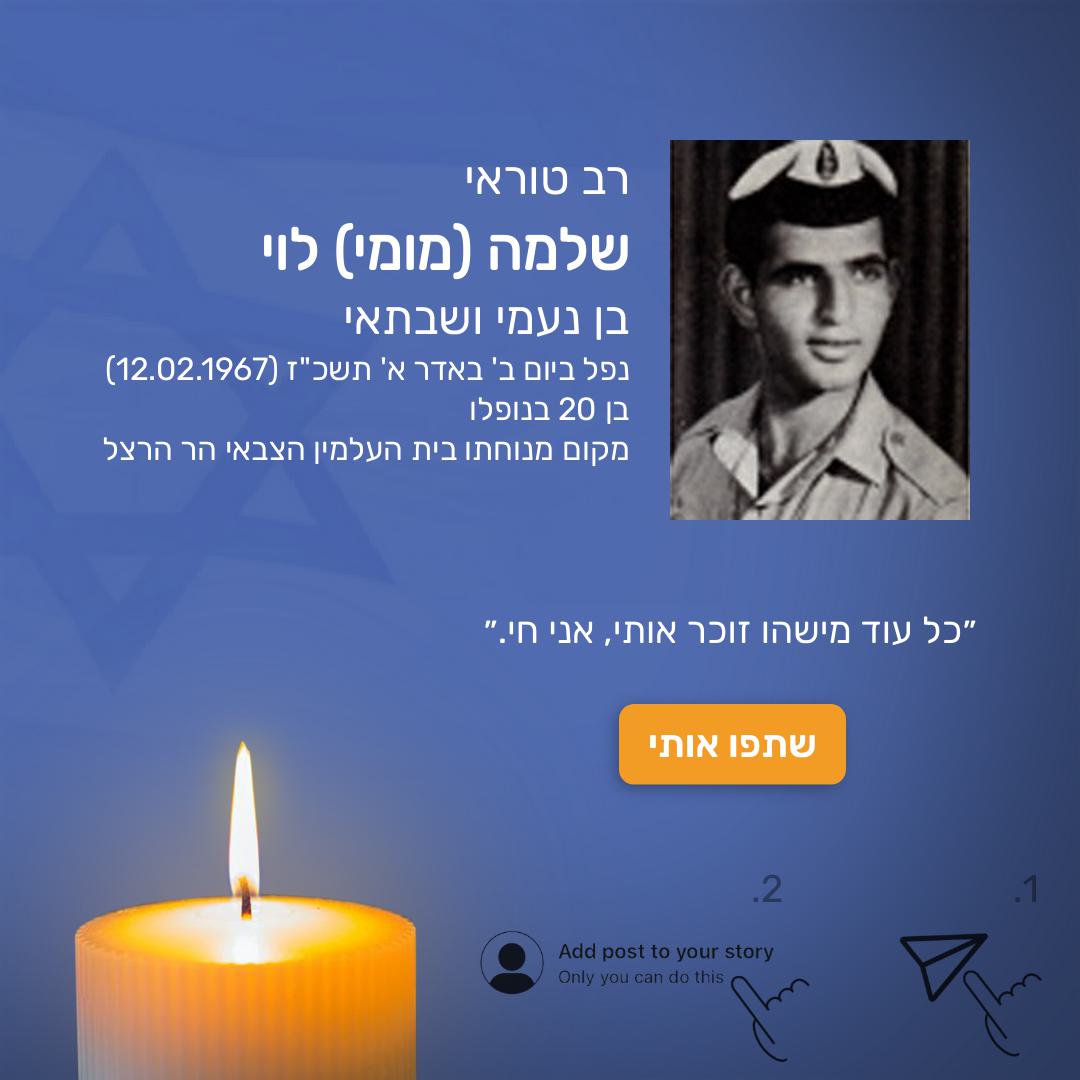 רב טוראי
שלמה (מומי) לוי
בן נעמי ושבתאי
נפל ביום ב' באדר א' תשכ"ז (12.02.1967)
בן 20 בנופלו
מקום מנוחתו בית העלמין הצבאי הר הרצל
״כל עוד מישהו זוכר אותי, אני חי.״
שתפו אותי
.1
.2
Add post to your story
Only you can do this